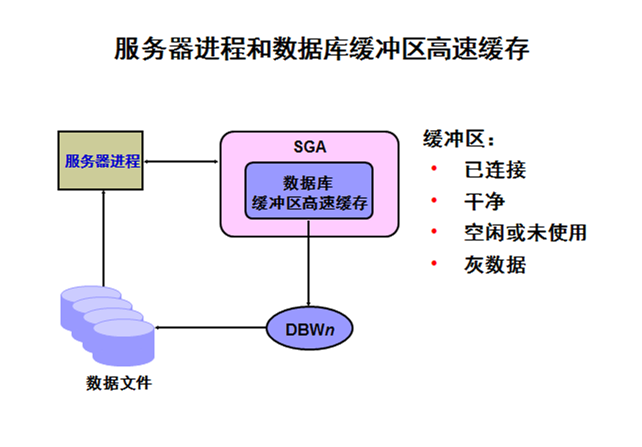 服务器进程和数据库缓冲区高速缓存
服务器进程
SGA
数据库
缓冲区高速缓存
DBWn
数据文件
缓冲区：
• 已连接
• 干净
• 空闲或未使用
• 灰数据